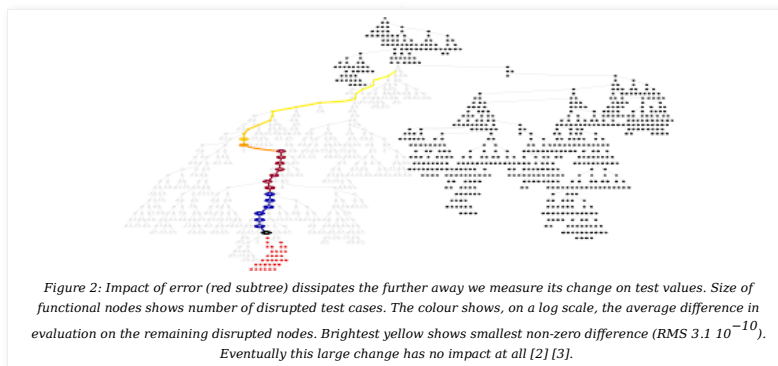 Figure 2: Impact of error (red subtree) dissipates the further away we measure its change on test values. Size of
functional nodes shows number of disrupted test cases. The colour shows, on a log scale, the average difference in
evaluation on the remaining disrupted nodes. Brightest yellow shows smallest non-zero difference (RMS 3.1 10−10).
Eventually this large change has no impact at all [2] [3].